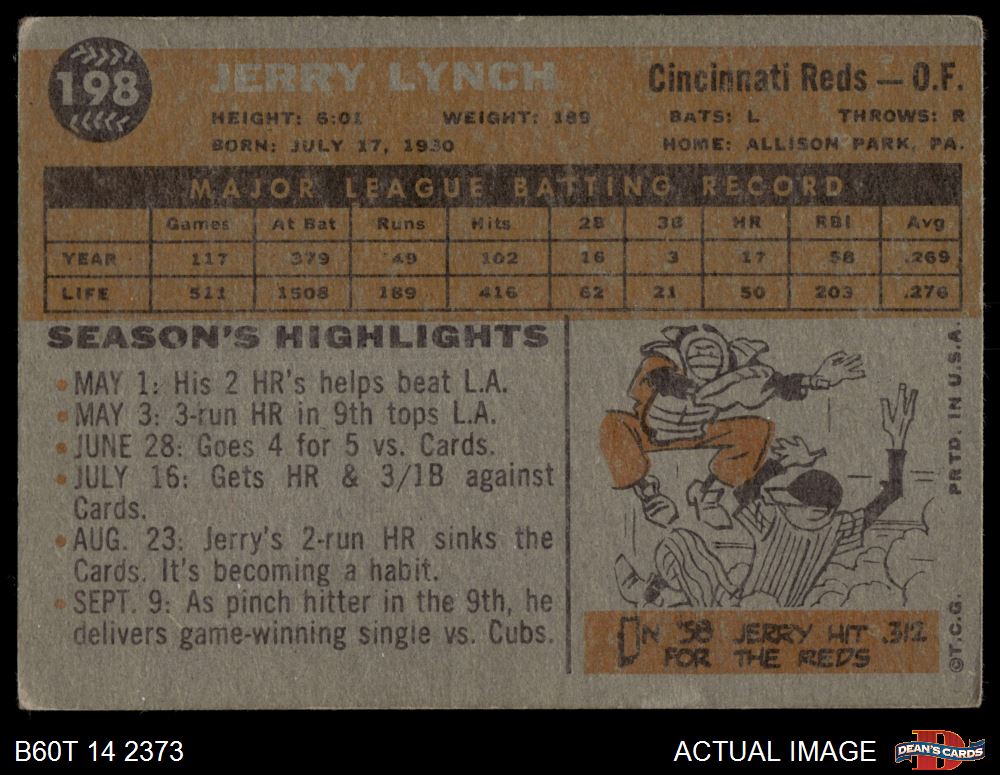 198
JERRY LYNCH
Cincinnati Reds — O.F.
HEIGHT: 6:01 WEIGHT: 189 BATS: L THROWS: R
BORN: JULY 17, 1930 HOME: ALLISON PARK, PA.
MAJOR LEAGUE BATTING RECORD
Games At Bat Runs Hits 2B 3B HR RBI Avg
YEAR 117 379 49 102 16 3 17 58 .269
LIFE 511 1508 189 416 62 21 50 203 .276
SEASON'S HIGHLIGHTS
• MAY 1: His 2 HR's helps beat L.A.
• MAY 3: 3-run HR in 9th tops L.A.
• JUNE 28: Goes 4 for 5 vs. Cards.
• JULY 16: Gets HR & 3/1B against
Cards.
• AUG. 23: Jerry's 2-run HR sinks the
Cards. It's becoming a habit.
• SEPT. 9: As pinch hitter in the 9th, he
delivers game-winning single vs. Cubs.
IN '58 JERRY HIT .312
FOR THE REDS
©T.C.G. PRTD. IN U.S.A.
B60T 14 2373
ACTUAL IMAGE
DEAN'S CARDS